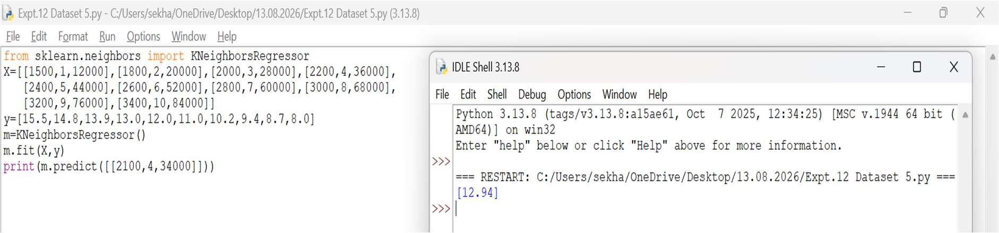 Expt.12 Dataset 5.py - C:/Users/sekha/OneDrive/Desktop/13.08.2026/Expt.12 Dataset 5.py (3.13.8)
File Edit Format Run Options Window Help
from sklearn.neighbors import KNeighborsRegressor
X=[[1500,1,12000],[1800,2,20000],[2000,3,28000],[2200,4,36000],
   [2400,5,44000],[2600,6,52000],[2800,7,60000],[3000,8,68000],
   [3200,9,76000],[3400,10,84000]]
y=[15.5,14.8,13.9,13.0,12.0,11.0,10.2,9.4,8.7,8.0]
m=KNeighborsRegressor()
m.fit(X,y)
print(m.predict([[2100,4,34000]]))
IDLE Shell 3.13.8
File Edit Shell Debug Options Window Help
Python 3.13.8 (tags/v3.13.8:a15ae61, Oct  7 2025, 12:34:25) [MSC v.1944 64 bit (
AMD64)] on win32
Enter "help" below or click "Help" above for more information.
>>>
=== RESTART: C:/Users/sekha/OneDrive/Desktop/13.08.2026/Expt.12 Dataset 5.py ===
[12.94]
>>>